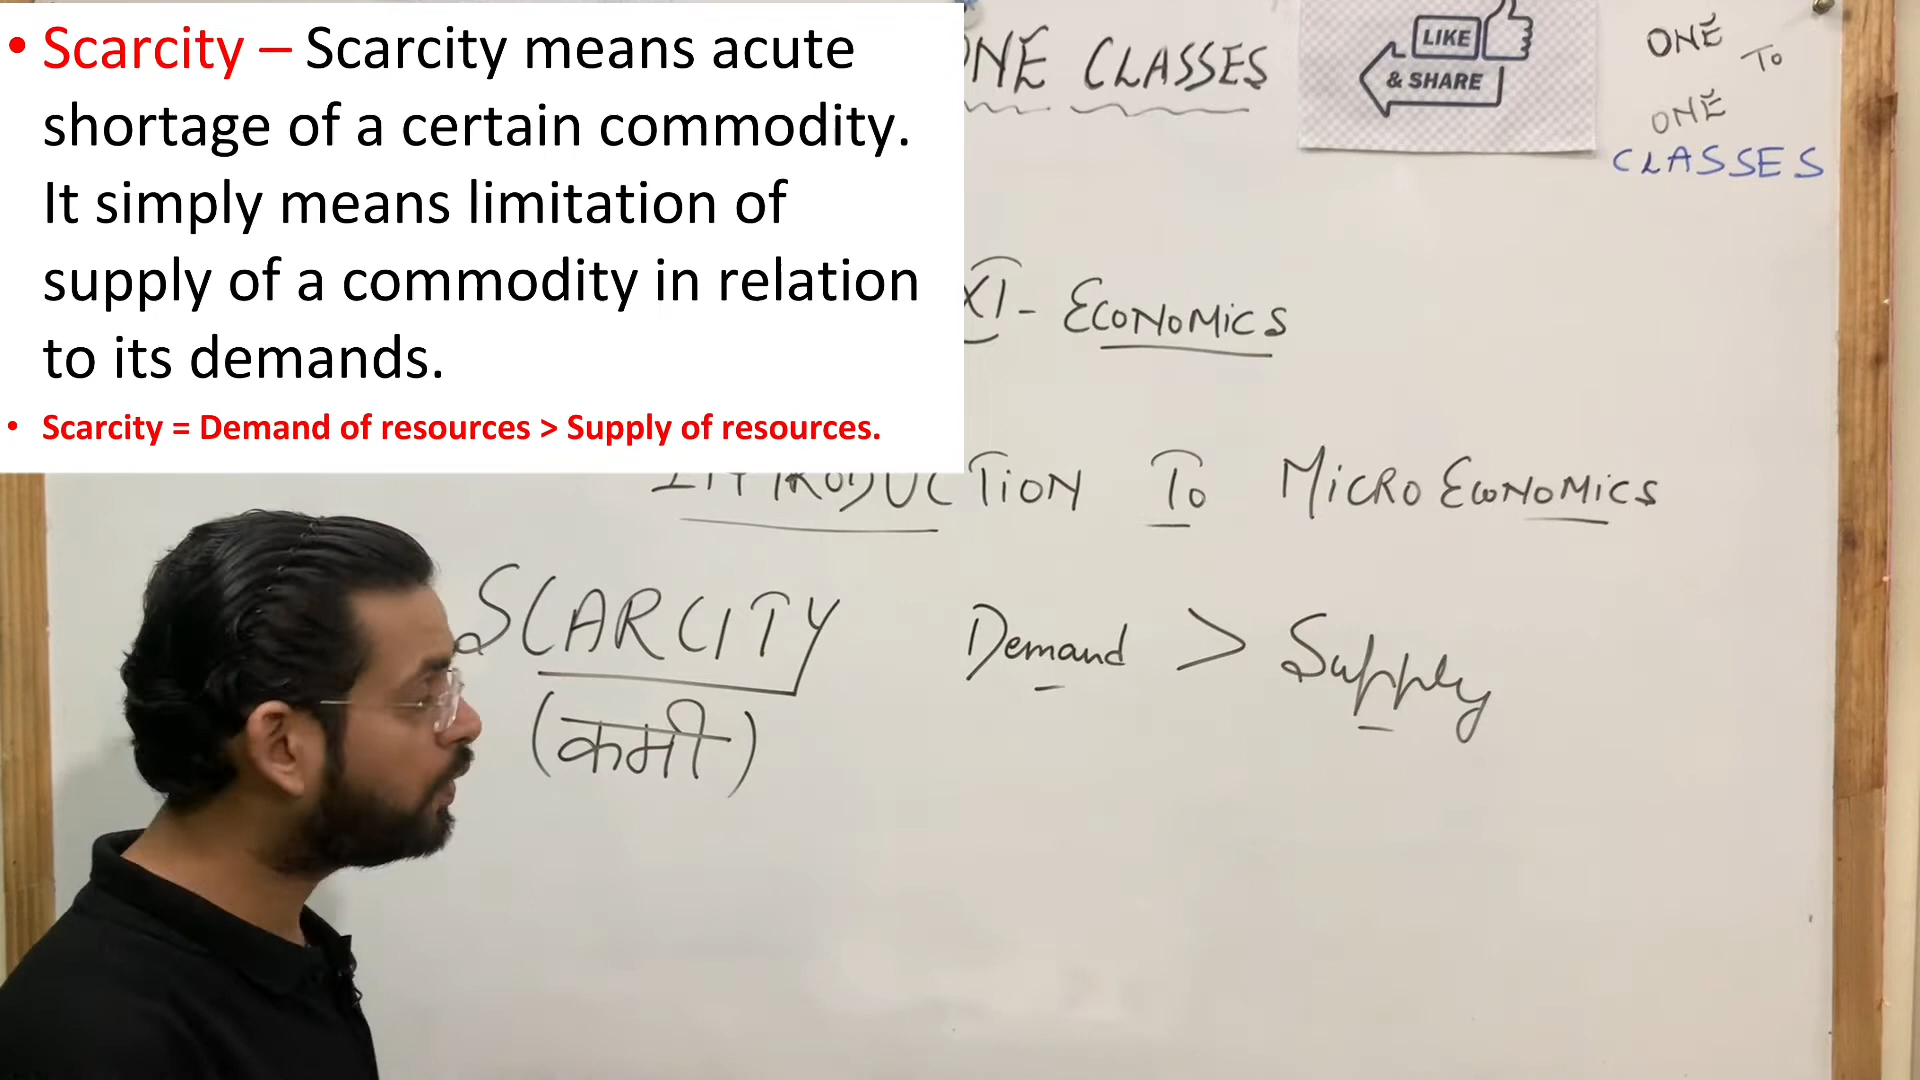 • Scarcity – Scarcity means acute
shortage of a certain commodity.
It simply means limitation of
supply of a commodity in relation
to its demands.
• Scarcity = Demand of resources > Supply of resources.
NE CLASSES
LIKE
& SHARE
ONE
TO
ONE
CLASSES
XI - ECONOMICS
INTRODUCTION TO MICRO ECONOMICS
SCARCITY Demand > Supply
(कमी)